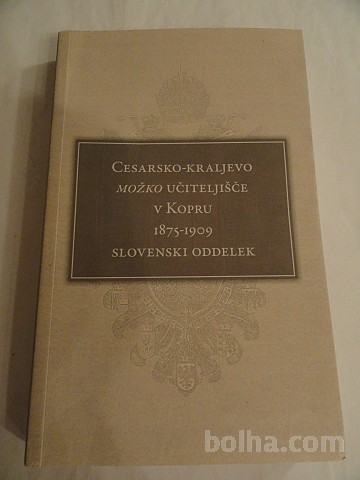 CESARSKO-KRALJEVO
MOŽKO UČITELJIŠČE
V KOPRU
1875-1909
SLOVENSKI ODDELEK
bolha.com